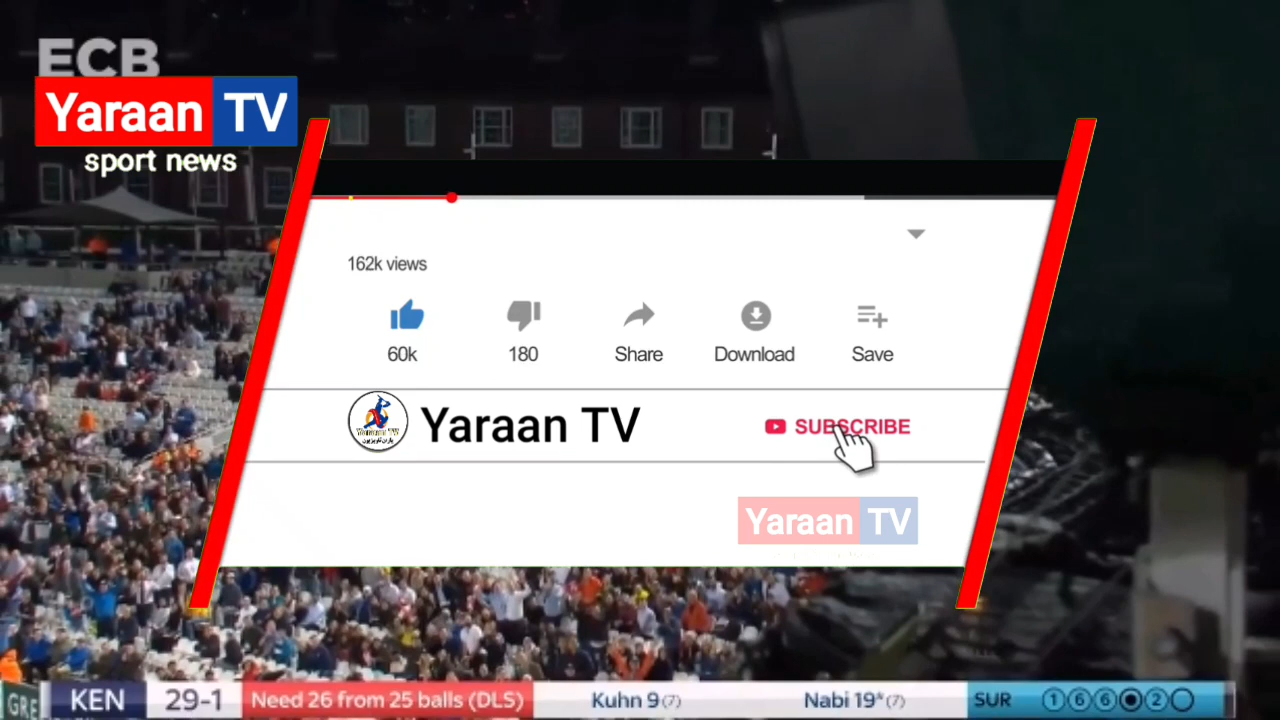 ECB
Yaraan TV
sport news
162k views
60k
180
Share
Download
Save
Yaraan TV
SUBSCRIBE
Yaraan TV
GRE
KEN 29-1 Need 26 from 25 balls (DLS) Kuhn 9 (7) Nabi 19* (7) SUR 1 6 6 2